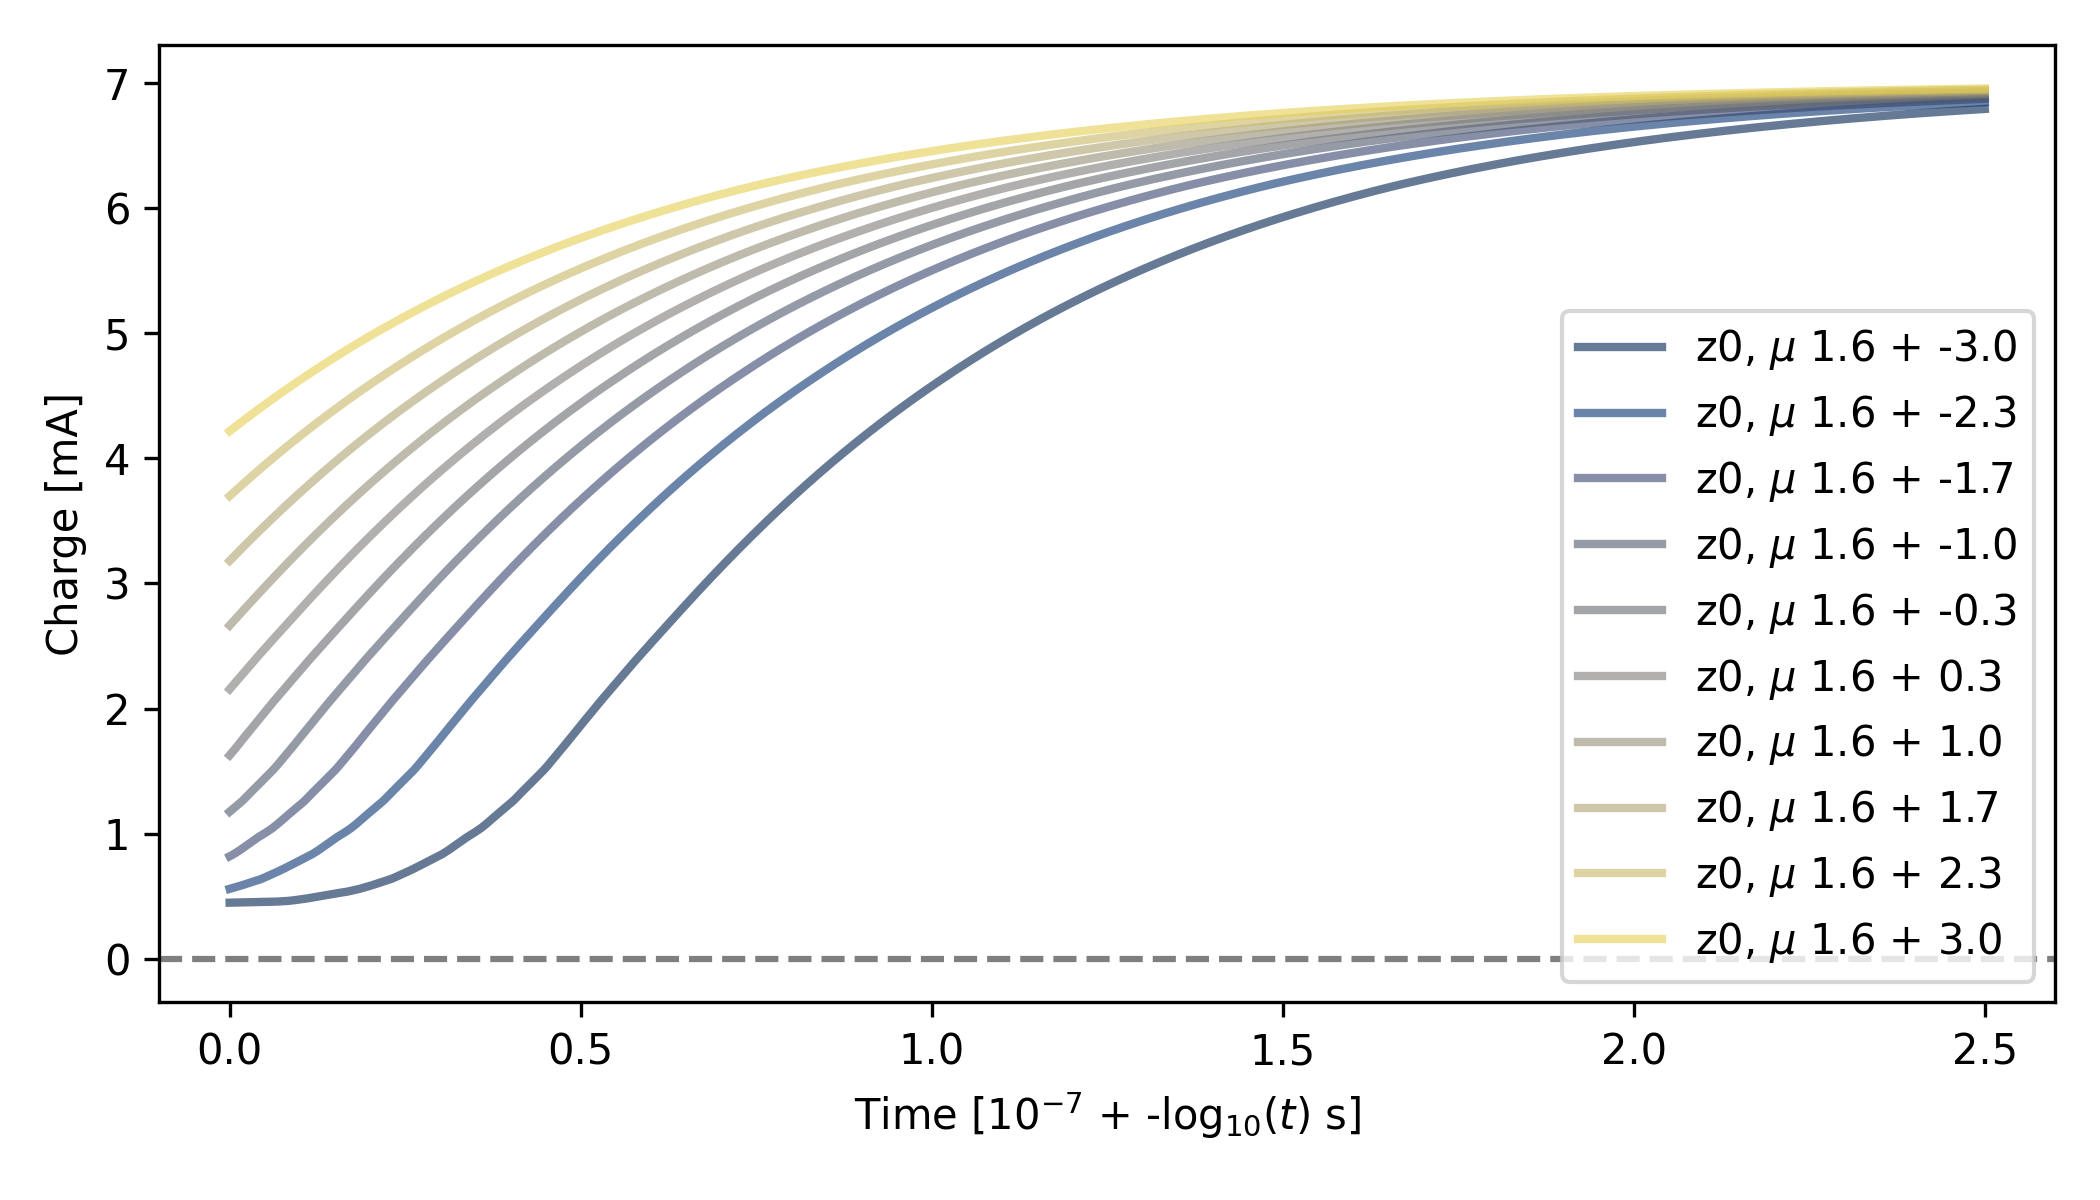 7
6
5
4
3
2
1
0
Charge [mA]
0.0 0.5 1.0 1.5 2.0 2.5
Time [10⁻⁷ + -log₁₀(t) s]
z0, μ 1.6 + -3.0
z0, μ 1.6 + -2.3
z0, μ 1.6 + -1.7
z0, μ 1.6 + -1.0
z0, μ 1.6 + -0.3
z0, μ 1.6 + 0.3
z0, μ 1.6 + 1.0
z0, μ 1.6 + 1.7
z0, μ 1.6 + 2.3
z0, μ 1.6 + 3.0